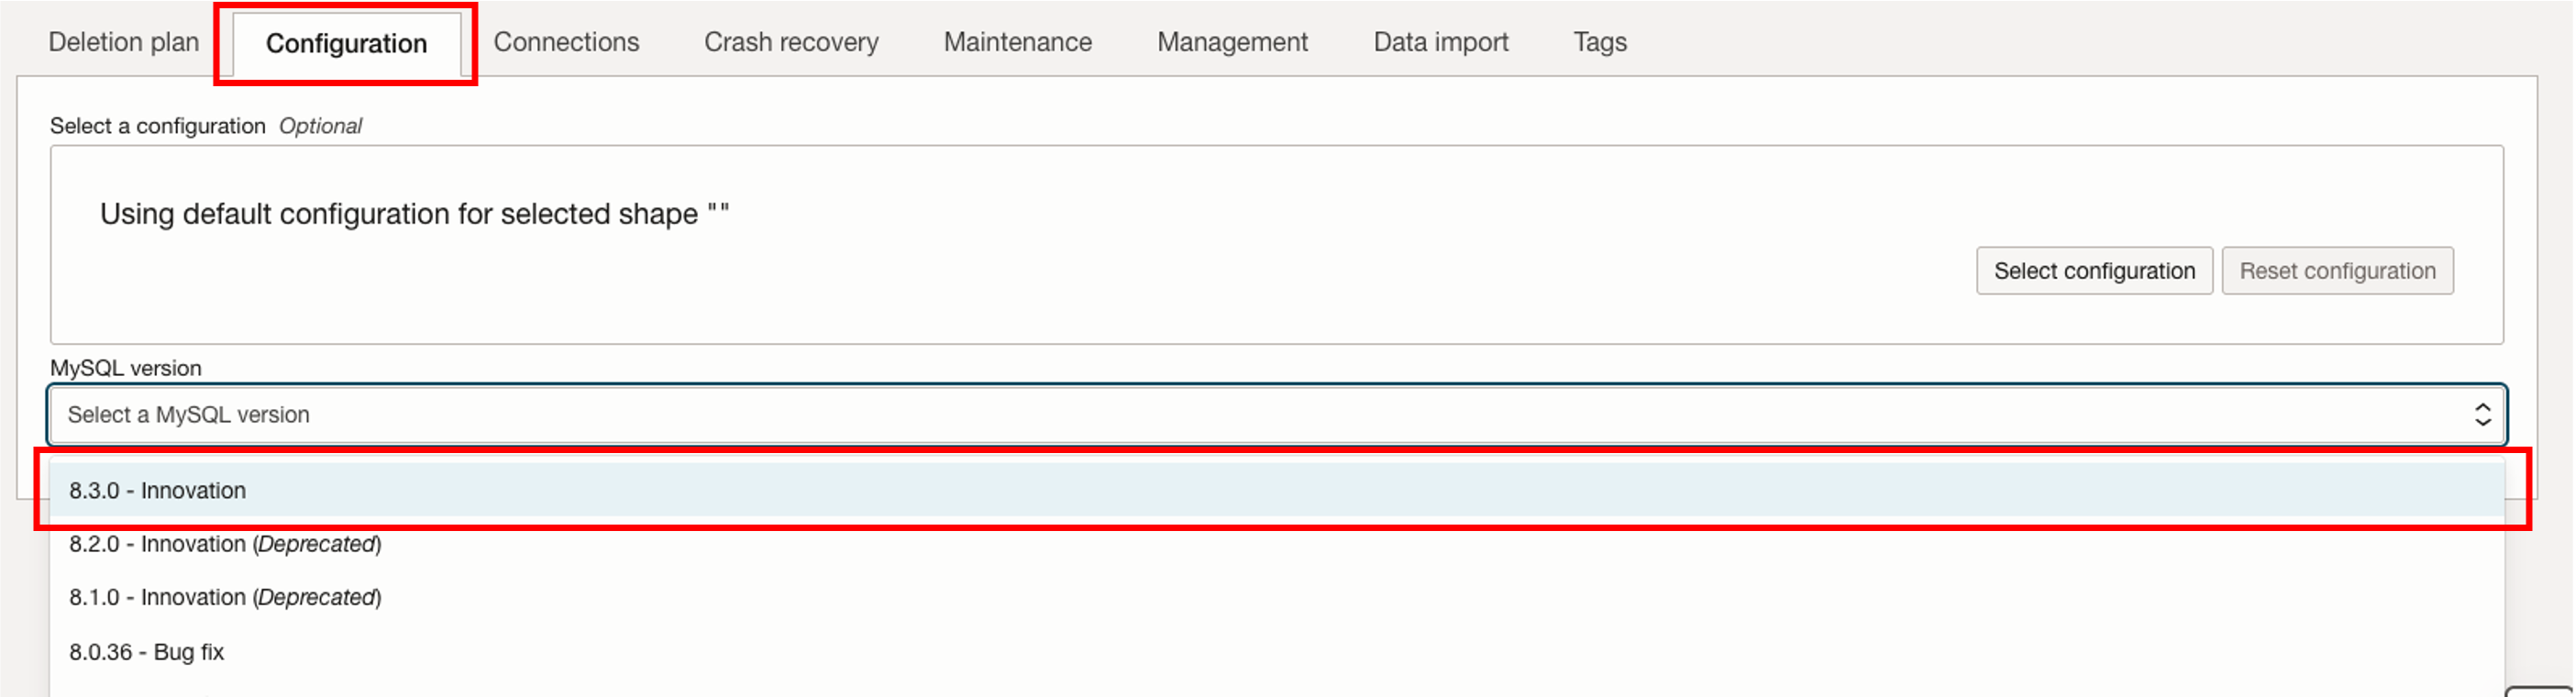 Deletion plan Configuration Connections Crash recovery Maintenance Management Data import Tags
Select a configuration Optional
Using default configuration for selected shape ""
Select configuration Reset configuration
MySQL version
Select a MySQL version
8.3.0 - Innovation
8.2.0 - Innovation (Deprecated)
8.1.0 - Innovation (Deprecated)
8.0.36 - Bug fix